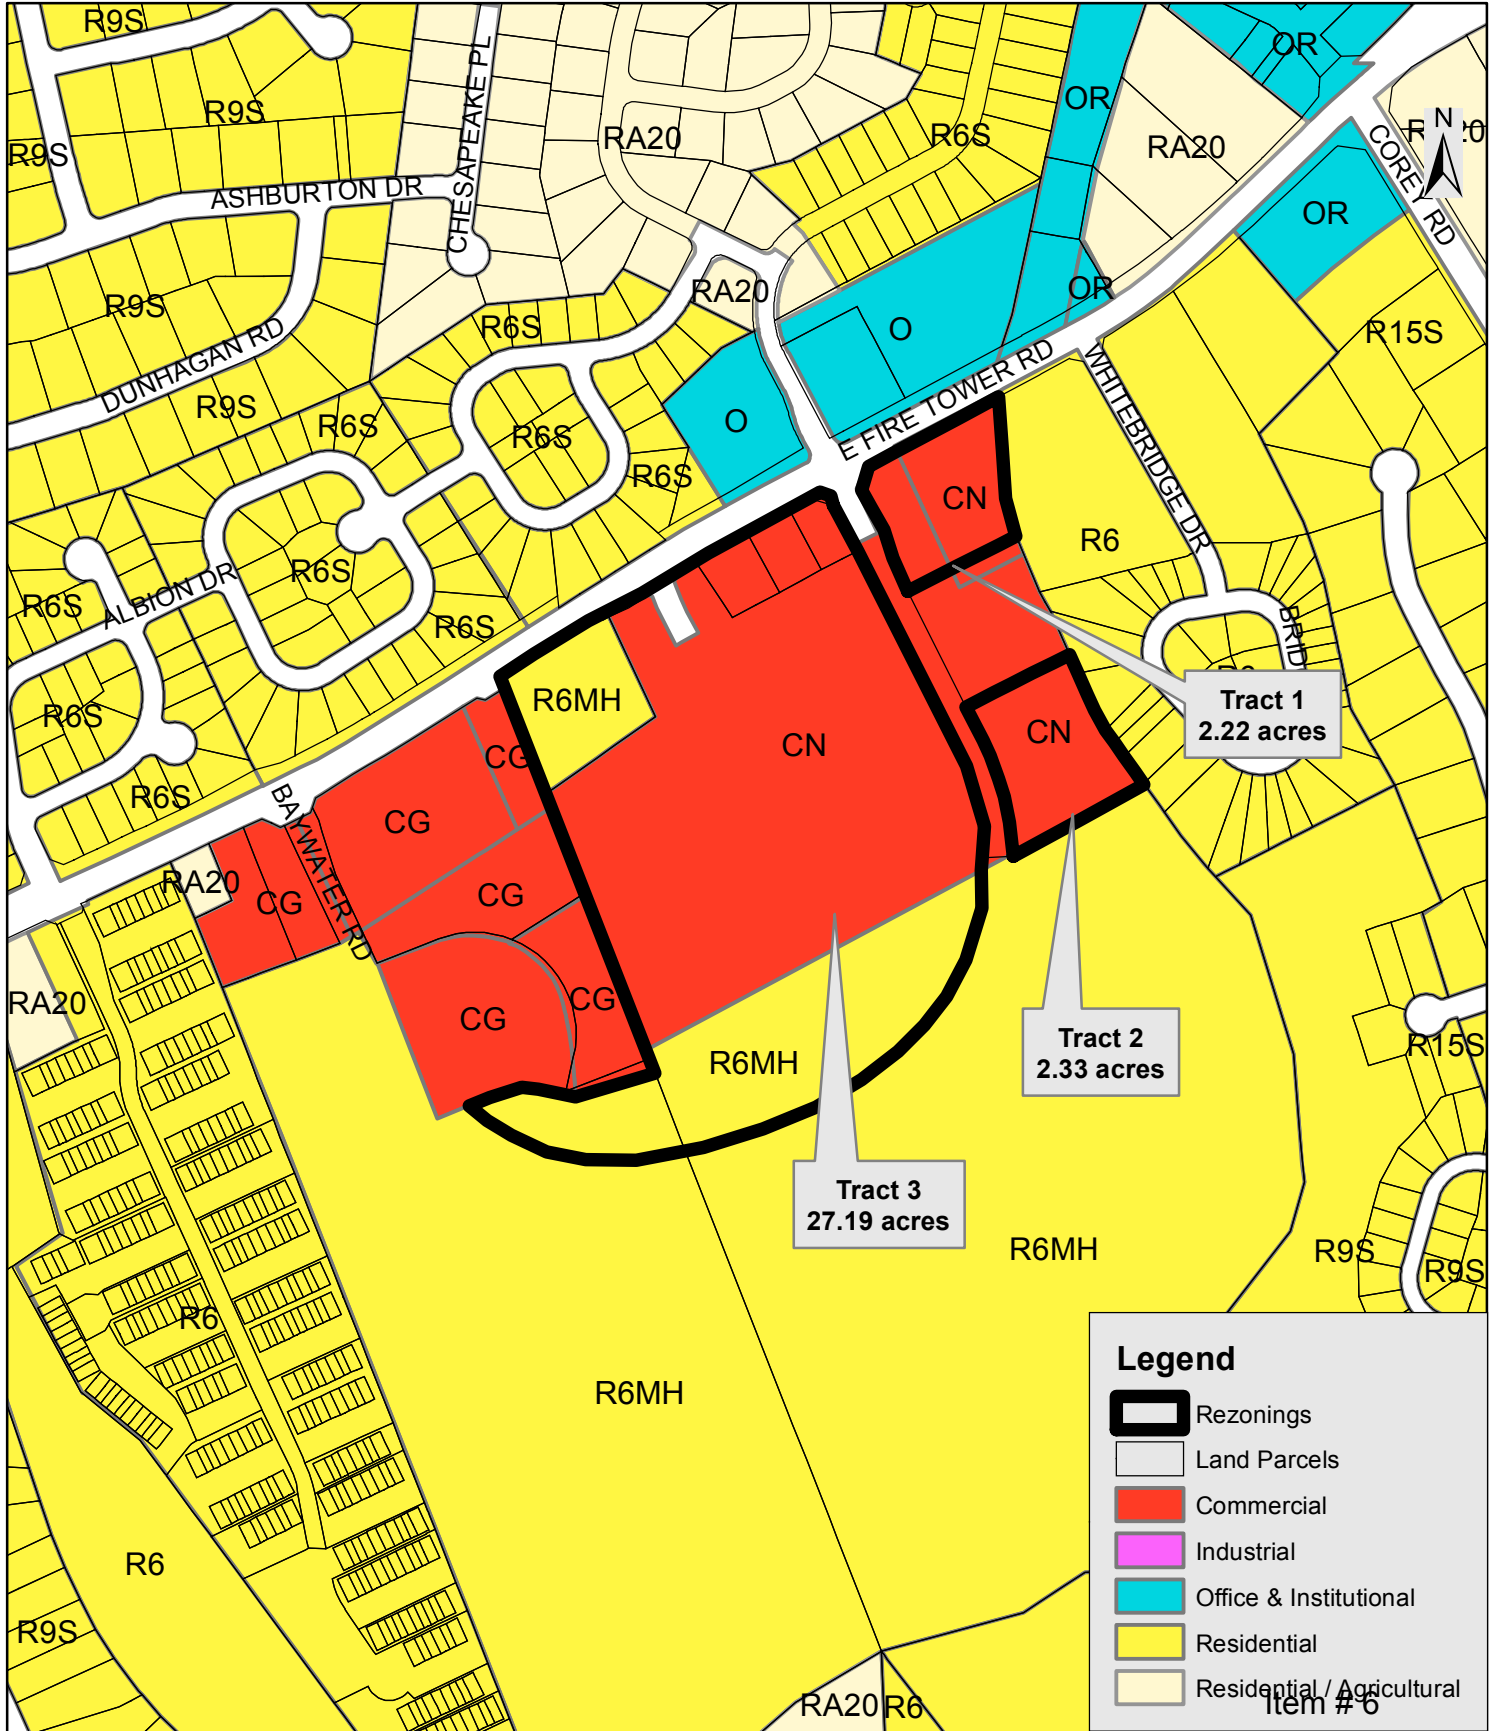 R9S
OR
CHESAPEAKE PL
OR
R9S
RA20
R6S
RA20
N
R9S
COREY RD
ASHBURTON DR
OR
RA20
OR
R9S
R6S
O
R15S
DUNHAGAN RD
E FIRE TOWER RD
WHITEBRIDGE DR
R9S
R6S
O
R6S
R6S
CN
R6
R6S
ALBION DR
R6S
R6S
BRID
R6MH
Tract 1
2.22 acres
R6S
CN
CN
CG
R6S
BAYWATER RD
CG
RA20
CG
CG
RA20
CG
CG
R6MH
Tract 2
2.33 acres
R15S
Tract 3
27.19 acres
R6MH
R9S
R9S
R6
R6MH
Legend
Rezonings
Land Parcels
Commercial
Industrial
Office & Institutional
Residential
Residential / Agricultural
Item # 6
R6
R9S
RA20
R6